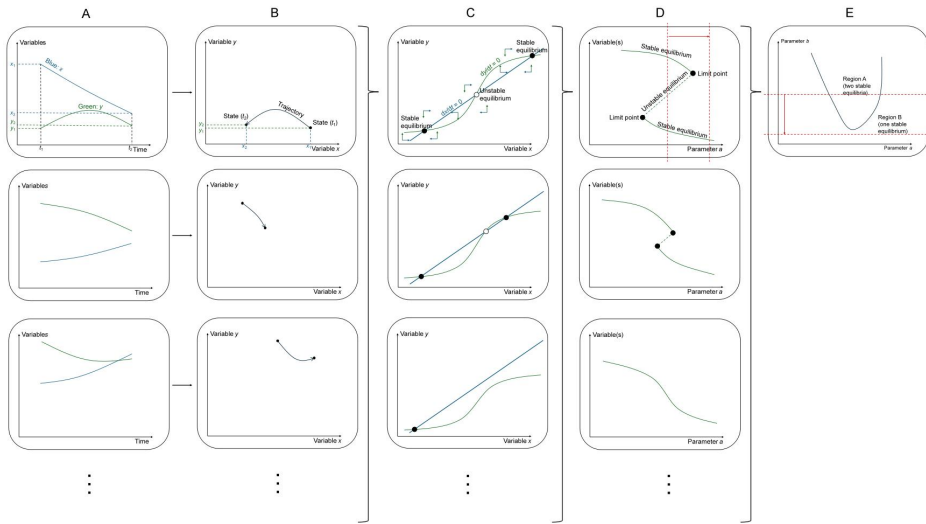 A
B
C
D
E
Variables
x₁
Blue: x
Green: y
x₂
y₂
y₁
t₁
t₂
Time
Variable y
Trajectory
State (t₂)
State (t₁)
y₂
y₁
x₂
x₁
Variable x
Variable y
Stable
equilibrium
dy/dt = 0
Unstable
equilibrium
dx/dt = 0
Stable
equilibrium
Variable x
Variable(s)
Stable equilibrium
Limit point
Unstable equilibrium
Limit point
Stable equilibrium
Parameter a
Parameter b
Region A
(two stable
equilibria)
Region B
(one stable
equilibrium)
Parameter a
Variables
Time
Variable y
Variable x
Variable y
Variable x
Variable(s)
Parameter a
Variables
Time
Variable y
Variable x
Variable y
Variable x
Variable(s)
Parameter a